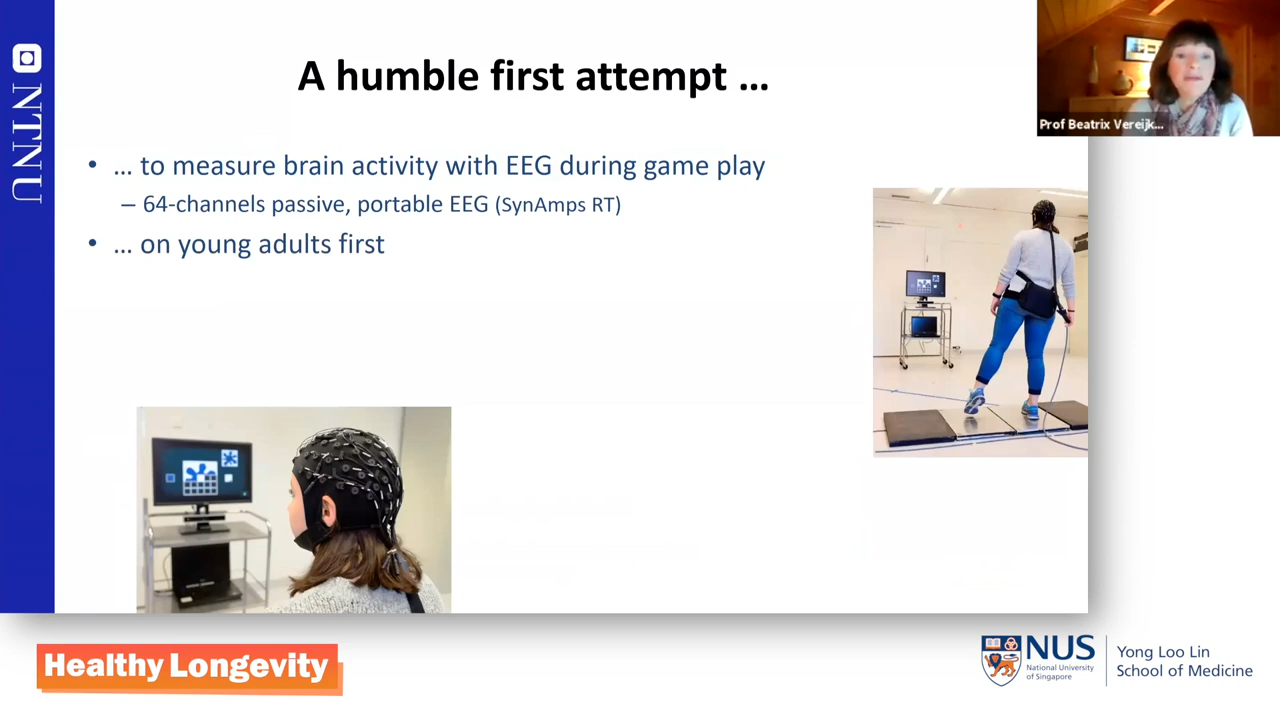 NTNU
A humble first attempt …
Prof Beatrix Vereijk...
• … to measure brain activity with EEG during game play
– 64-channels passive, portable EEG (SynAmps RT)
• … on young adults first
Healthy Longevity
NUS
National University
of Singapore
Yong Loo Lin
School of Medicine